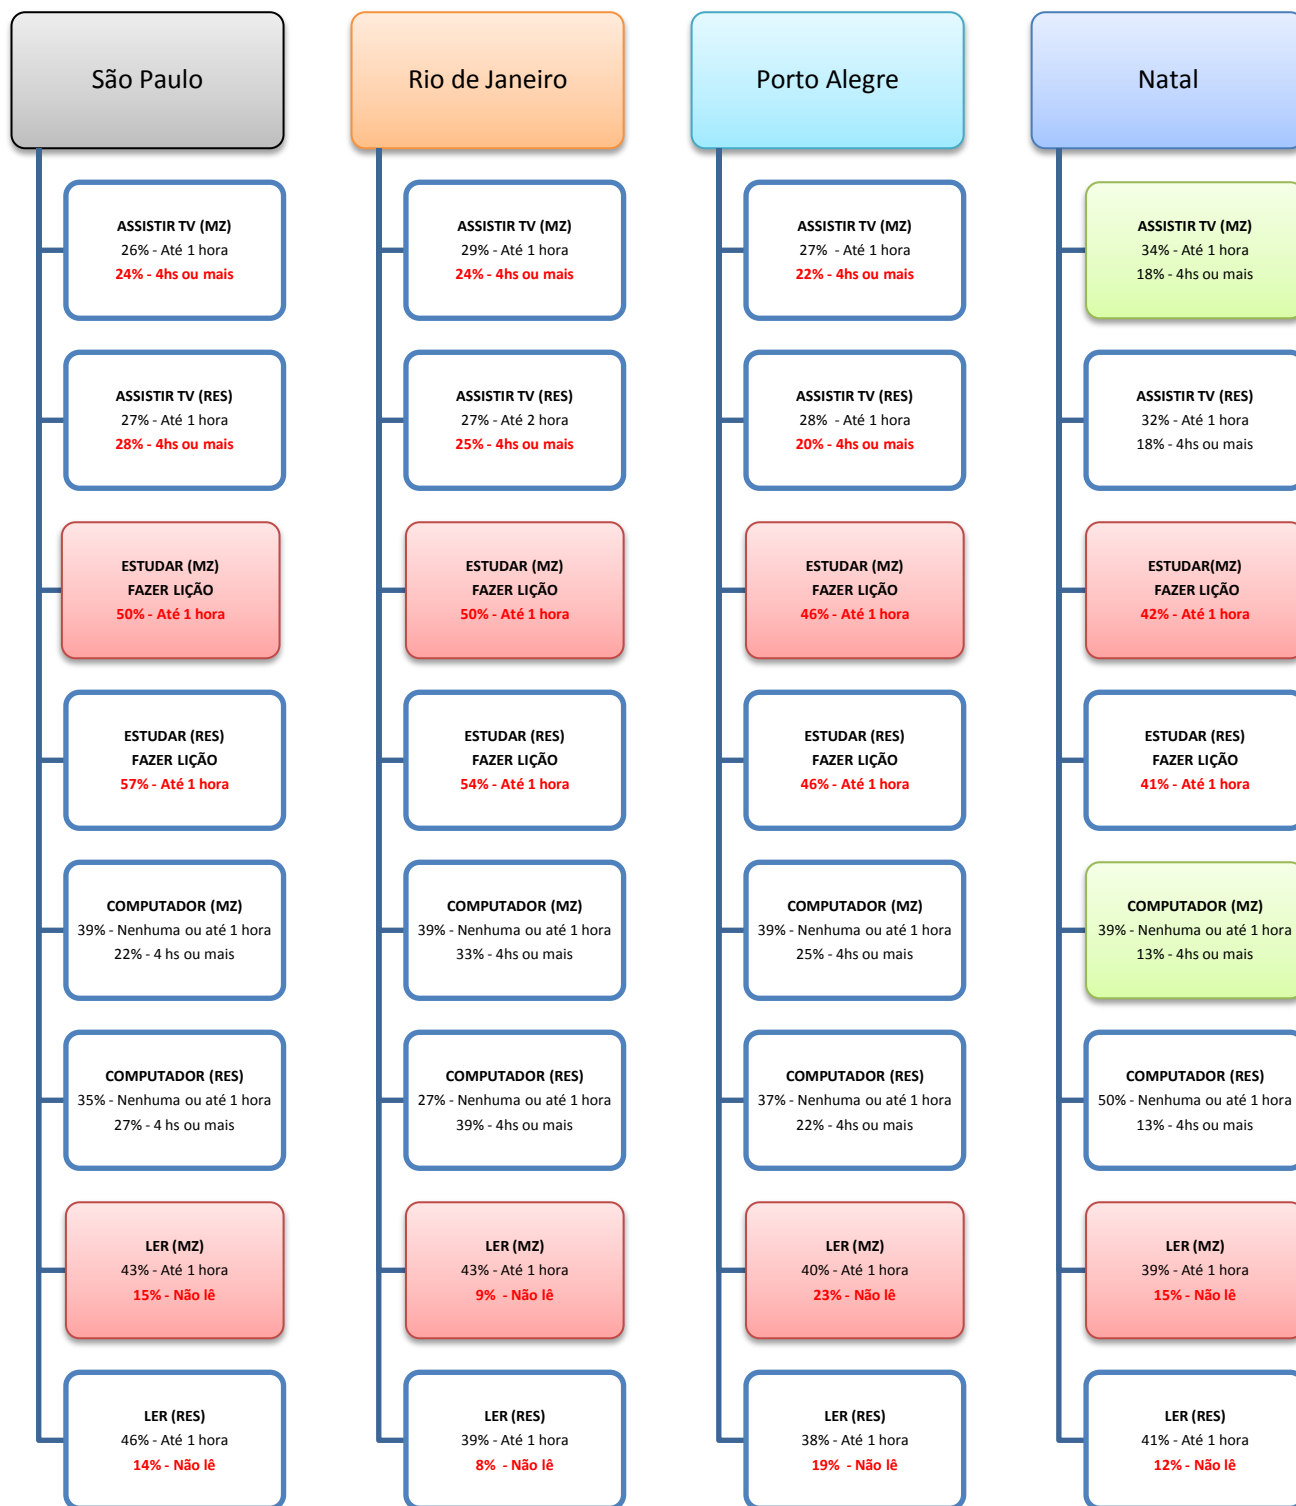 São Paulo
ASSISTIR TV (MZ)
26% - Até 1 hora
24% - 4hs ou mais
ASSISTIR TV (RES)
27% - Até 1 hora
28% - 4hs ou mais
ESTUDAR (MZ)
FAZER LIÇÃO
50% - Até 1 hora
ESTUDAR (RES)
FAZER LIÇÃO
57% - Até 1 hora
COMPUTADOR (MZ)
39% - Nenhuma ou até 1 hora
22% - 4 hs ou mais
COMPUTADOR (RES)
35% - Nenhuma ou até 1 hora
27% - 4 hs ou mais
LER (MZ)
43% - Até 1 hora
15% - Não lê
LER (RES)
46% - Até 1 hora
14% - Não lê
Rio de Janeiro
ASSISTIR TV (MZ)
29% - Até 1 hora
24% - 4hs ou mais
ASSISTIR TV (RES)
27% - Até 2 hora
25% - 4hs ou mais
ESTUDAR (MZ)
FAZER LIÇÃO
50% - Até 1 hora
ESTUDAR (RES)
FAZER LIÇÃO
54% - Até 1 hora
COMPUTADOR (MZ)
39% - Nenhuma ou até 1 hora
33% - 4hs ou mais
COMPUTADOR (RES)
27% - Nenhuma ou até 1 hora
39% - 4hs ou mais
LER (MZ)
43% - Até 1 hora
9% - Não lê
LER (RES)
39% - Até 1 hora
8% - Não lê
Porto Alegre
ASSISTIR TV (MZ)
27% - Até 1 hora
22% - 4hs ou mais
ASSISTIR TV (RES)
28% - Até 1 hora
20% - 4hs ou mais
ESTUDAR (MZ)
FAZER LIÇÃO
46% - Até 1 hora
ESTUDAR (RES)
FAZER LIÇÃO
46% - Até 1 hora
COMPUTADOR (MZ)
39% - Nenhuma ou até 1 hora
25% - 4hs ou mais
COMPUTADOR (RES)
37% - Nenhuma ou até 1 hora
22% - 4hs ou mais
LER (MZ)
40% - Até 1 hora
23% - Não lê
LER (RES)
38% - Até 1 hora
19% - Não lê
Natal
ASSISTIR TV (MZ)
34% - Até 1 hora
18% - 4hs ou mais
ASSISTIR TV (RES)
32% - Até 1 hora
18% - 4hs ou mais
ESTUDAR(MZ)
FAZER LIÇÃO
42% - Até 1 hora
ESTUDAR (RES)
FAZER LIÇÃO
41% - Até 1 hora
COMPUTADOR (MZ)
39% - Nenhuma ou até 1 hora
13% - 4hs ou mais
COMPUTADOR (RES)
50% - Nenhuma ou até 1 hora
13% - 4hs ou mais
LER (MZ)
39% - Até 1 hora
15% - Não lê
LER (RES)
41% - Até 1 hora
12% - Não lê